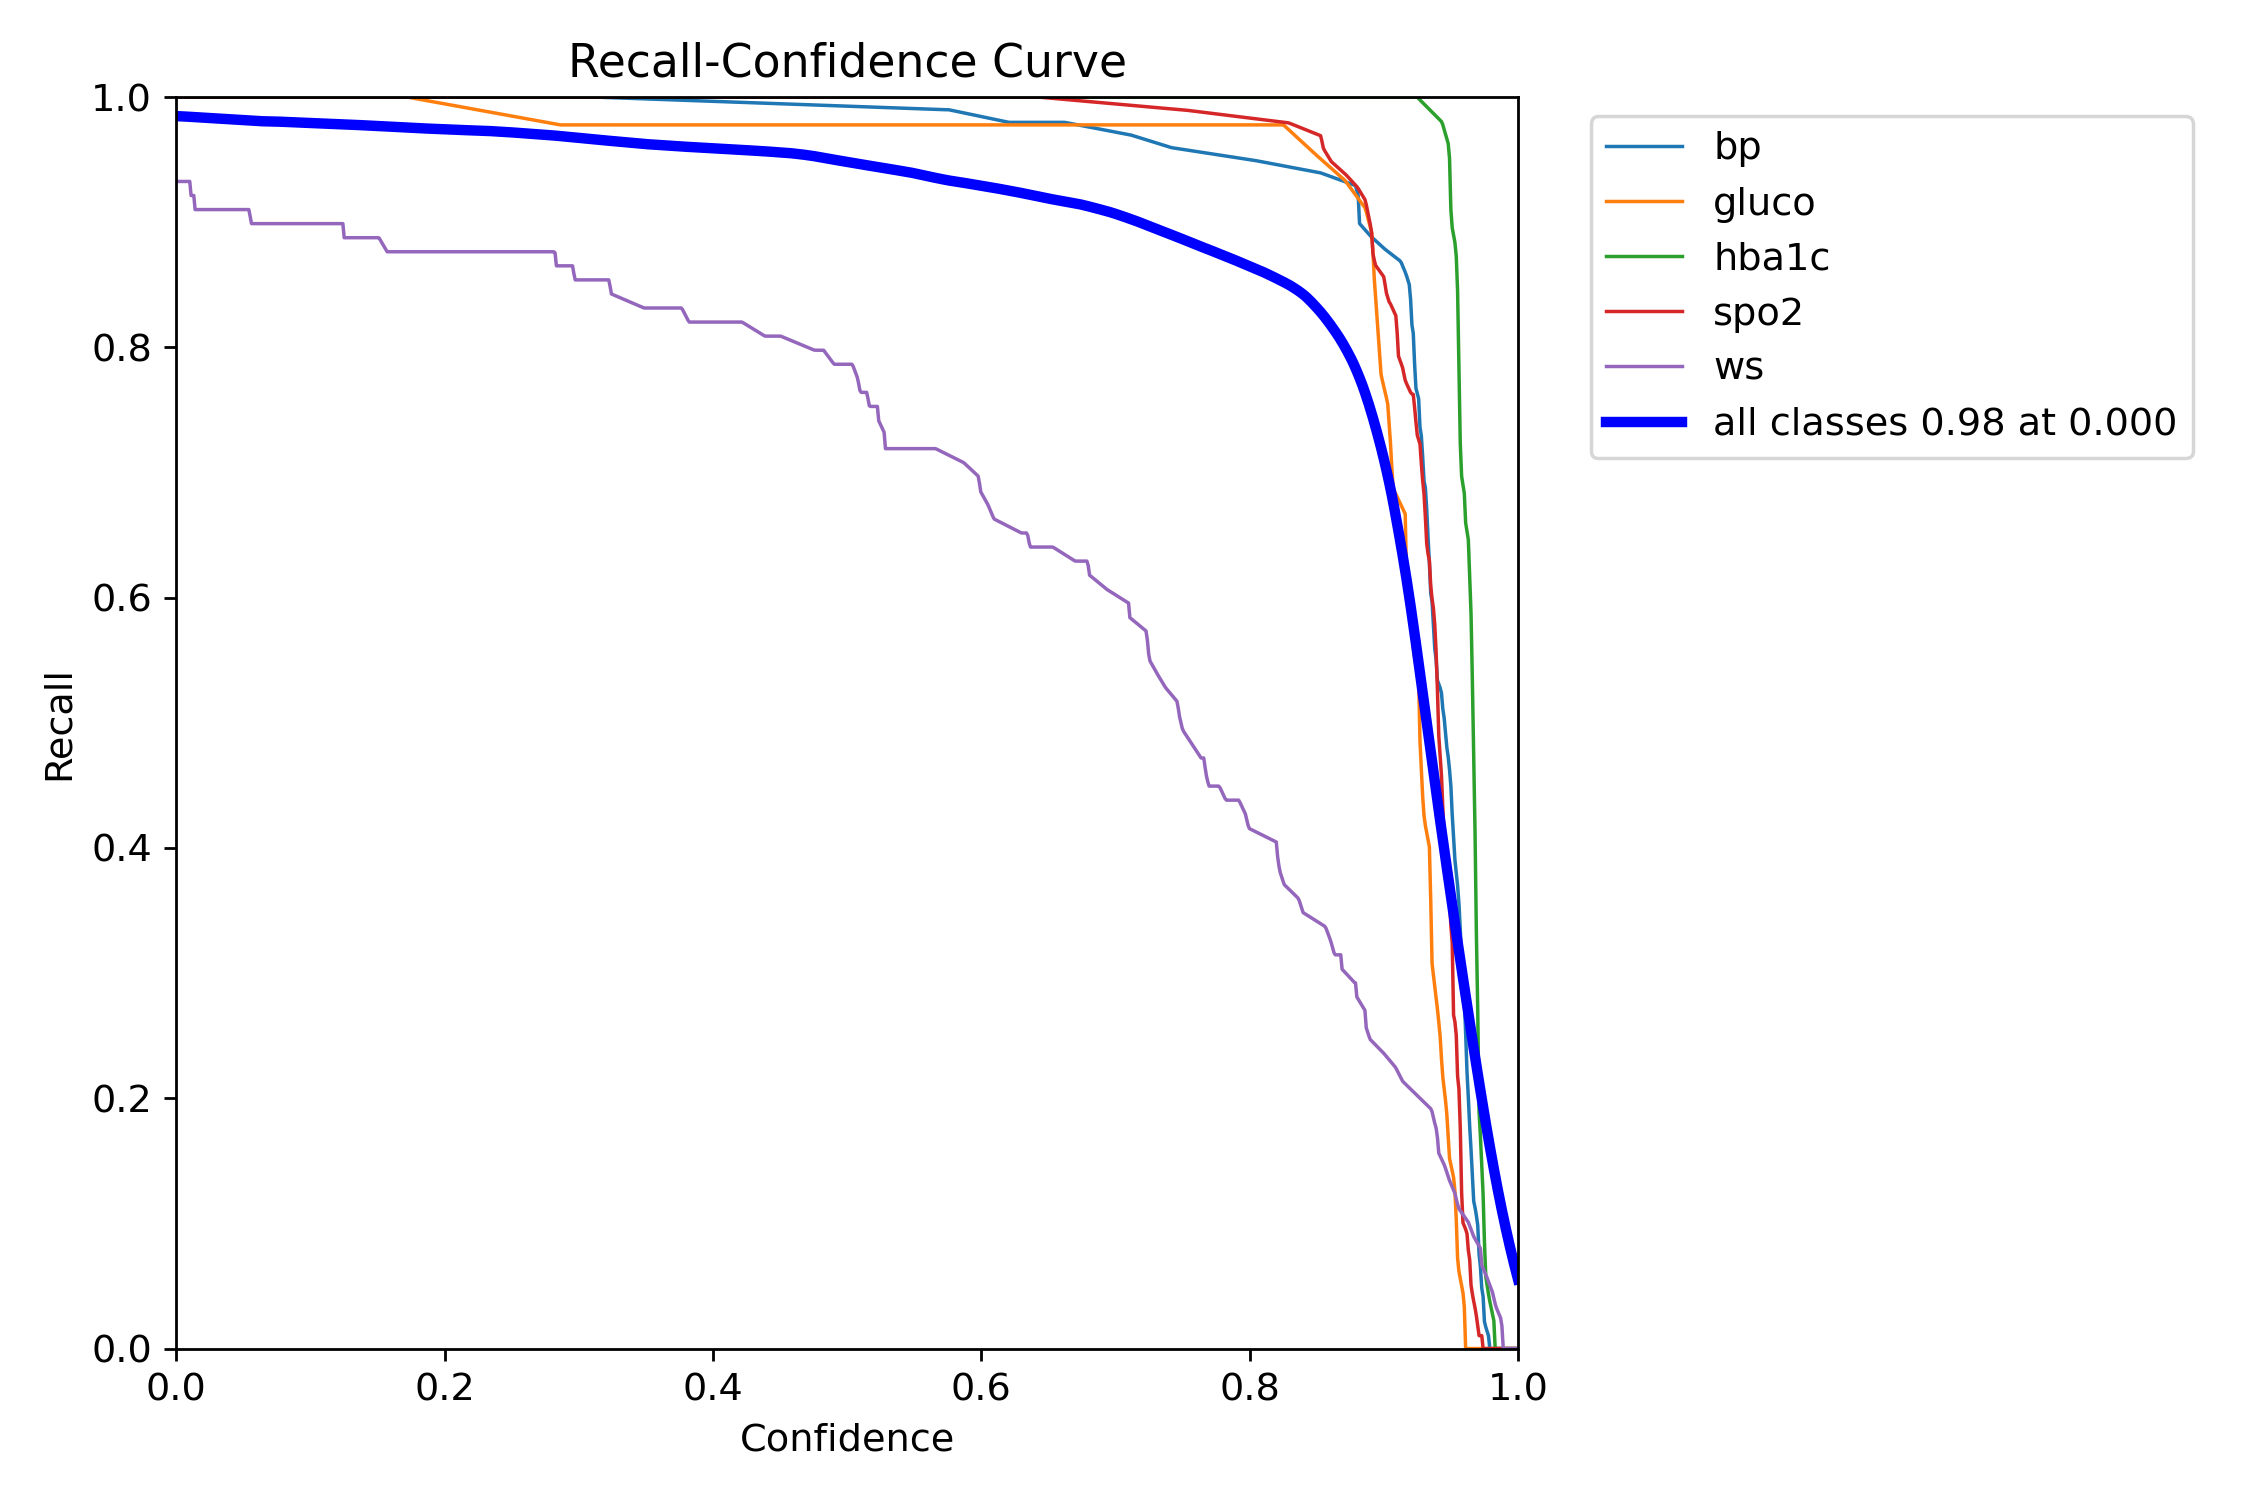 Recall-Confidence Curve
1.0
0.8
0.6
0.4
0.2
0.0
Recall
0.0 0.2 0.4 0.6 0.8 1.0
Confidence
bp
gluco
hba1c
spo2
ws
all classes 0.98 at 0.000